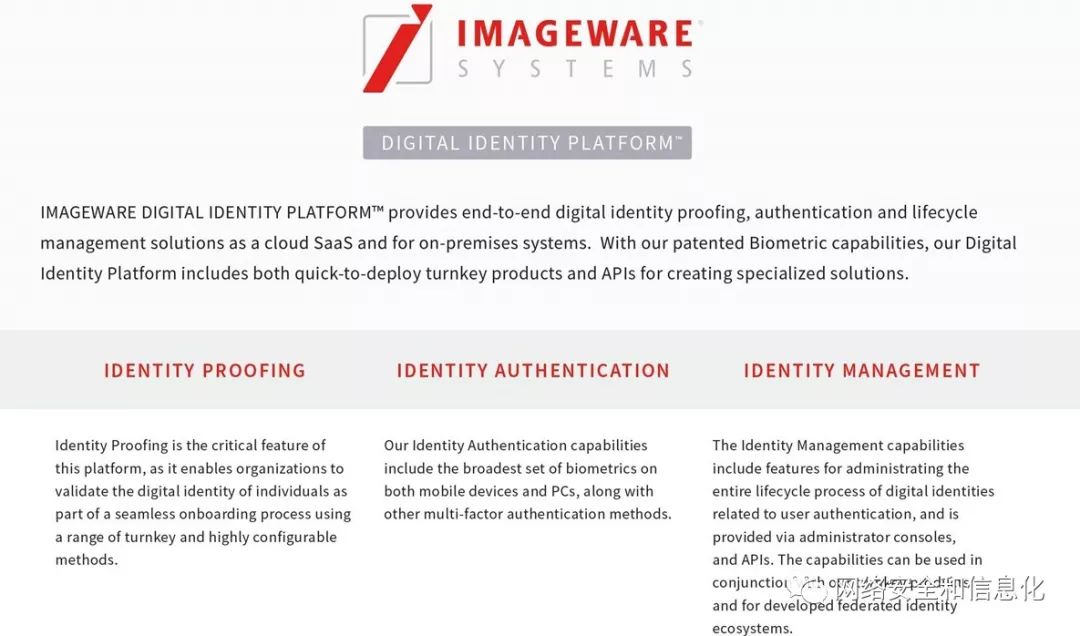 IMAGEWARE®
SYSTEMS
DIGITAL IDENTITY PLATFORM™
IMAGEWARE DIGITAL IDENTITY PLATFORM™ provides end-to-end digital identity proofing, authentication and lifecycle
management solutions as a cloud SaaS and for on-premises systems. With our patented Biometric capabilities, our Digital
Identity Platform includes both quick-to-deploy turnkey products and APIs for creating specialized solutions.
IDENTITY PROOFING
Identity Proofing is the critical feature of
this platform, as it enables organizations to
validate the digital identity of individuals as
part of a seamless onboarding process using
a range of turnkey and highly configurable
methods.
IDENTITY AUTHENTICATION
Our Identity Authentication capabilities
include the broadest set of biometrics on
both mobile devices and PCs, along with
other multi-factor authentication methods.
IDENTITY MANAGEMENT
The Identity Management capabilities
include features for administrating the
entire lifecycle process of digital identities
related to user authentication, and is
provided via administrator consoles,
and APIs. The capabilities can be used in
conjunction
and for developed federated identity
ecosystems.
网络安全和信息化